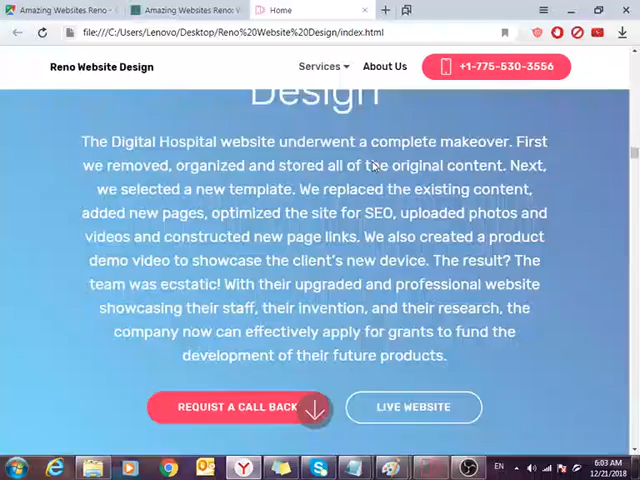 Amazing Websites Reno -
Amazing Websites Reno: V
Home
file:///C:/Users/Lenovo/Desktop/Reno%20Website%20Design/index.html
Reno Website Design
Services
About Us
+1-775-530-3556
Design
The Digital Hospital website underwent a complete makeover. First
we removed, organized and stored all of the original content. Next,
we selected a new template. We replaced the existing content,
added new pages, optimized the site for SEO, uploaded photos and
videos and constructed new page links. We also created a product
demo video to showcase the client's new device. The result? The
team was ecstatic! With their upgraded and professional website
showcasing their staff, their invention, and their research, the
company now can effectively apply for grants to fund the
development of their future products.
REQUIST A CALL BACK
LIVE WEBSITE
EN
6:03 AM
12/21/2018